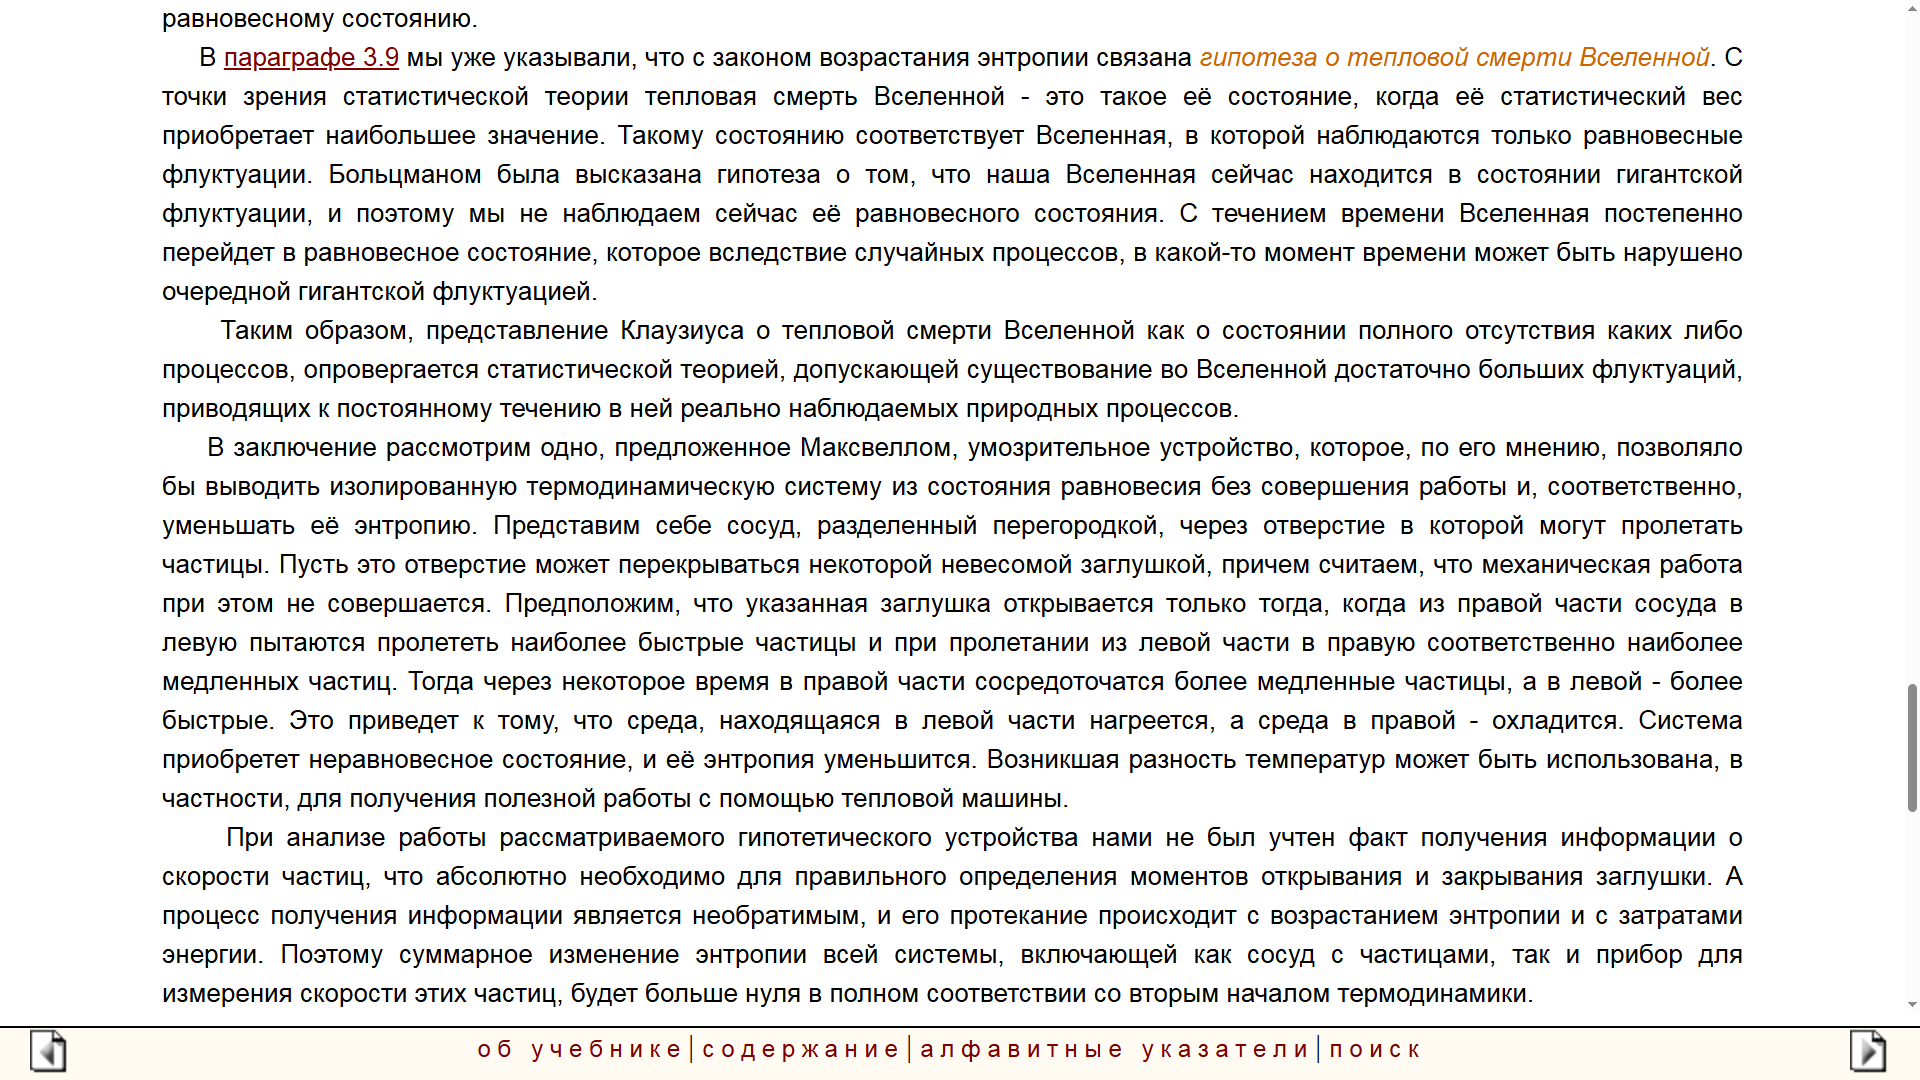 равновесному состоянию.
В параграфе 3.9 мы уже указывали, что с законом возрастания энтропии связана гипотеза о тепловой смерти Вселенной. С
точки зрения статистической теории тепловая смерть Вселенной - это такое её состояние, когда её статистический вес
приобретает наибольшее значение. Такому состоянию соответствует Вселенная, в которой наблюдаются только равновесные
флуктуации. Больцманом была высказана гипотеза о том, что наша Вселенная сейчас находится в состоянии гигантской
флуктуации, и поэтому мы не наблюдаем сейчас её равновесного состояния. С течением времени Вселенная постепенно
перейдет в равновесное состояние, которое вследствие случайных процессов, в какой-то момент времени может быть нарушено
очередной гигантской флуктуацией.
Таким образом, представление Клаузиуса о тепловой смерти Вселенной как о состоянии полного отсутствия каких либо
процессов, опровергается статистической теорией, допускающей существование во Вселенной достаточно больших флуктуаций,
приводящих к постоянному течению в ней реально наблюдаемых природных процессов.
В заключение рассмотрим одно, предложенное Максвеллом, умозрительное устройство, которое, по его мнению, позволяло
бы выводить изолированную термодинамическую систему из состояния равновесия без совершения работы и, соответственно,
уменьшать её энтропию. Представим себе сосуд, разделенный перегородкой, через отверстие в которой могут пролетать
частицы. Пусть это отверстие может перекрываться некоторой невесомой заглушкой, причем считаем, что механическая работа
при этом не совершается. Предположим, что указанная заглушка открывается только тогда, когда из правой части сосуда в
левую пытаются пролететь наиболее быстрые частицы и при пролетании из левой части в правую соответственно наиболее
медленных частиц. Тогда через некоторое время в правой части сосредоточатся более медленные частицы, а в левой - более
быстрые. Это приведет к тому, что среда, находящаяся в левой части нагреется, а среда в правой - охладится. Система
приобретет неравновесное состояние, и её энтропия уменьшится. Возникшая разность температур может быть использована, в
частности, для получения полезной работы с помощью тепловой машины.
При анализе работы рассматриваемого гипотетического устройства нами не был учтен факт получения информации о
скорости частиц, что абсолютно необходимо для правильного определения моментов открывания и закрывания заглушки. А
процесс получения информации является необратимым, и его протекание происходит с возрастанием энтропии и с затратами
энергии. Поэтому суммарное изменение энтропии всей системы, включающей как сосуд с частицами, так и прибор для
измерения скорости этих частиц, будет больше нуля в полном соответствии со вторым началом термодинамики.
об учебнике|содержание|алфавитные указатели|поиск